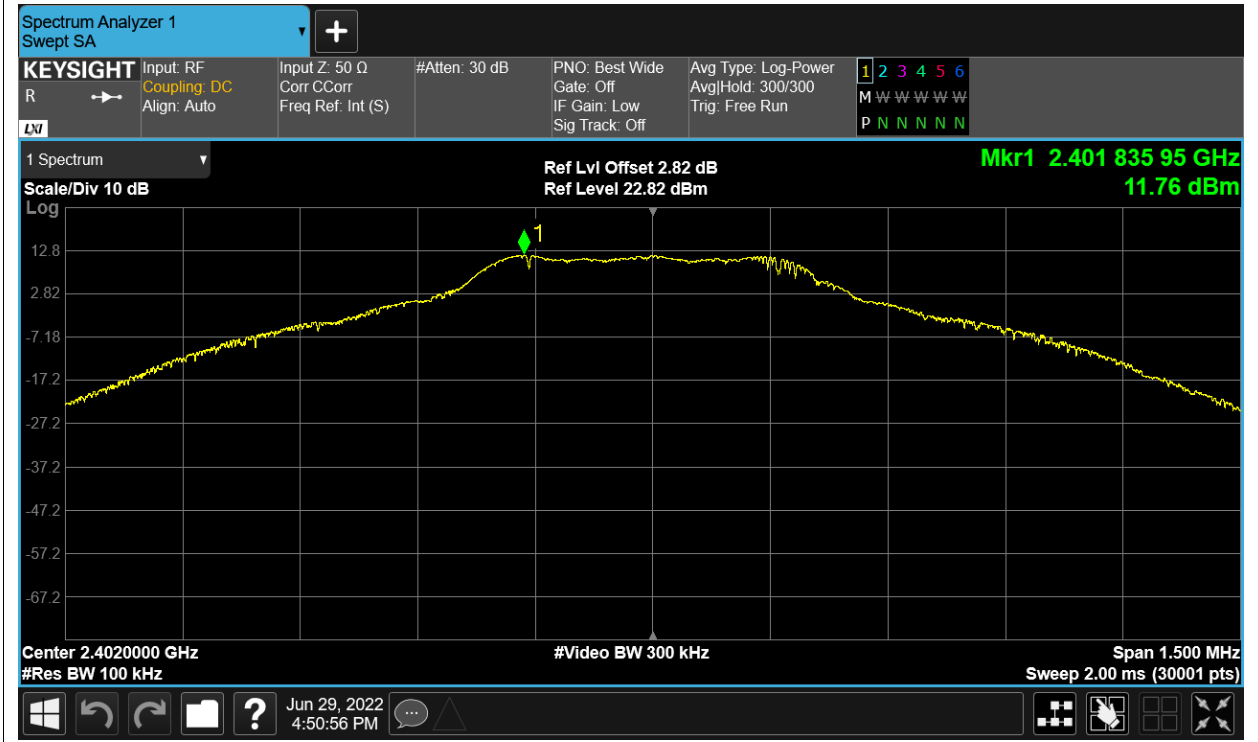 Spectrum Analyzer 1
Swept SA
+
KEYSIGHT
R
LXI
Input: RF
Coupling: DC
Align: Auto
Input Z: 50 Ω
Corr CCorr
Freq Ref: Int (S)
#Atten: 30 dB
PNO: Best Wide
Gate: Off
IF Gain: Low
Sig Track: Off
Avg Type: Log-Power
Avg|Hold: 300/300
Trig: Free Run
1 2 3 4 5 6
M W W W W W
P N N N N N
1 Spectrum
Scale/Div 10 dB
Log
Ref Lvl Offset 2.82 dB
Ref Level 22.82 dBm
Mkr1 2.401 835 95 GHz
11.76 dBm
1
12.8
2.82
-7.18
-17.2
-27.2
-37.2
-47.2
-57.2
-67.2
Center 2.4020000 GHz
#Res BW 100 kHz
#Video BW 300 kHz
Span 1.500 MHz
Sweep 2.00 ms (30001 pts)
?
Jun 29, 2022
4:50:56 PM